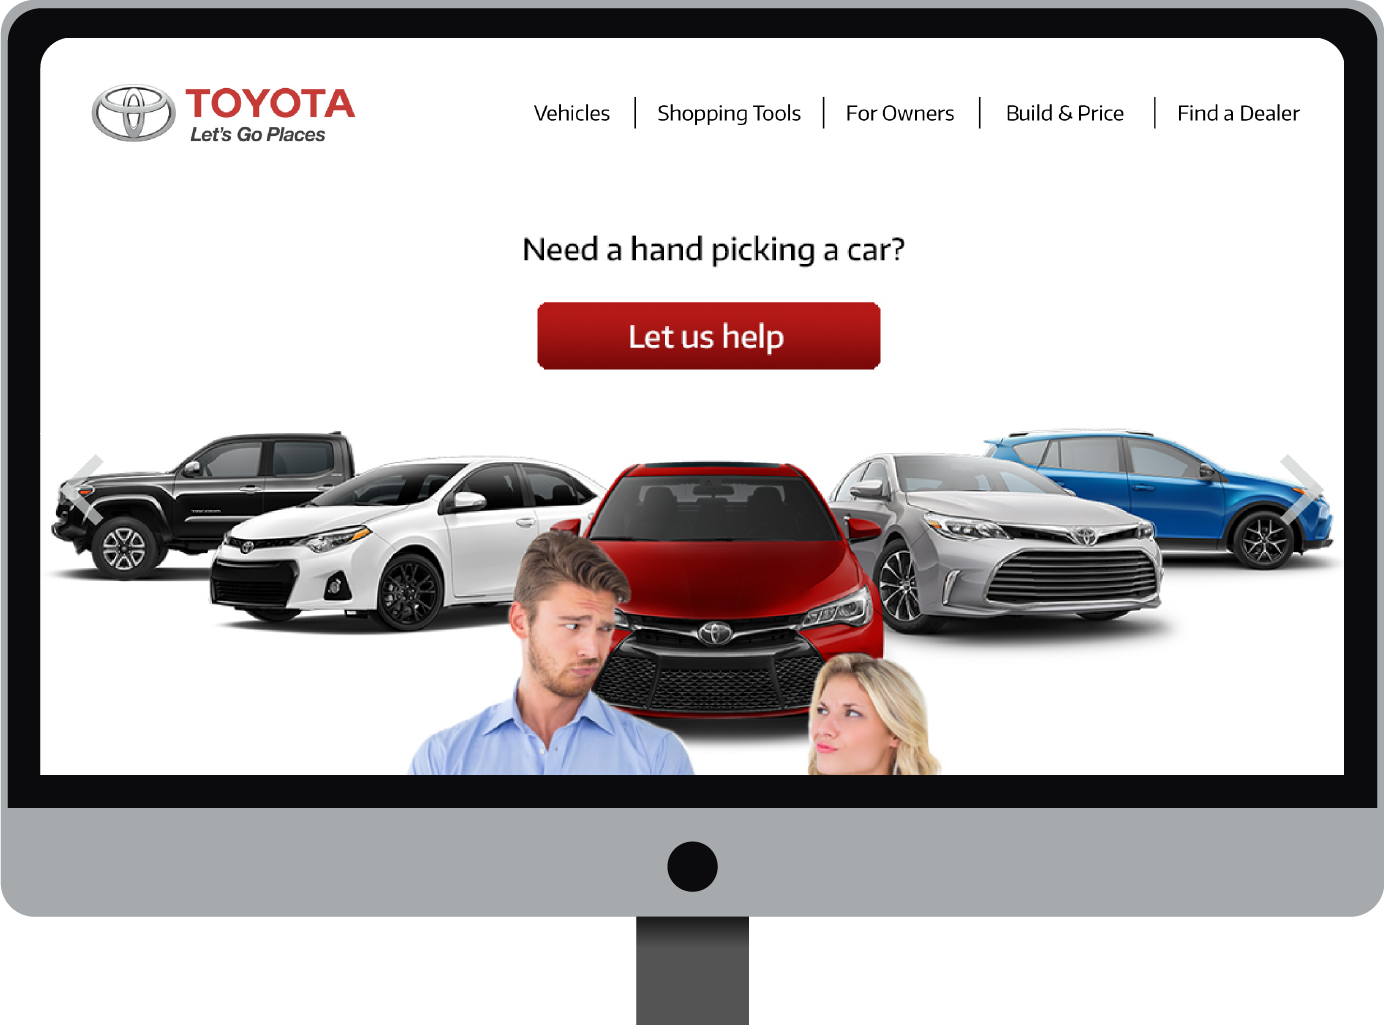 TOYOTA
Let's Go Places
Vehicles
Shopping Tools
For Owners
Build & Price
Find a Dealer
Need a hand picking a car?
Let us help